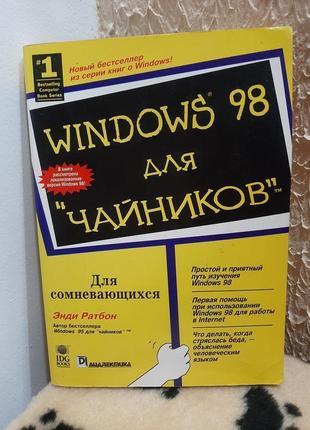 #1
Bestselling
Computer
Book Series
Новый бестселлер
из серии книг о Windows!
WINDOWS® 98
ДЛЯ
"ЧАЙНИКОВ"™
В книге
рассмотрена
локализованная
версия Windows 98!
Для
сомневающихся
Энди Ратбон
Автор бестселлера
Windows 95 для "чайников"™
IDG
BOOKS
ДИАЛЕКТИКА
Простой и приятный
путь изучения
Windows 98
Первая помощь
при использовании
Windows 98 для работы
в Internet
Что делать, когда
стряслась беда, —
объяснение
человеческим
языком